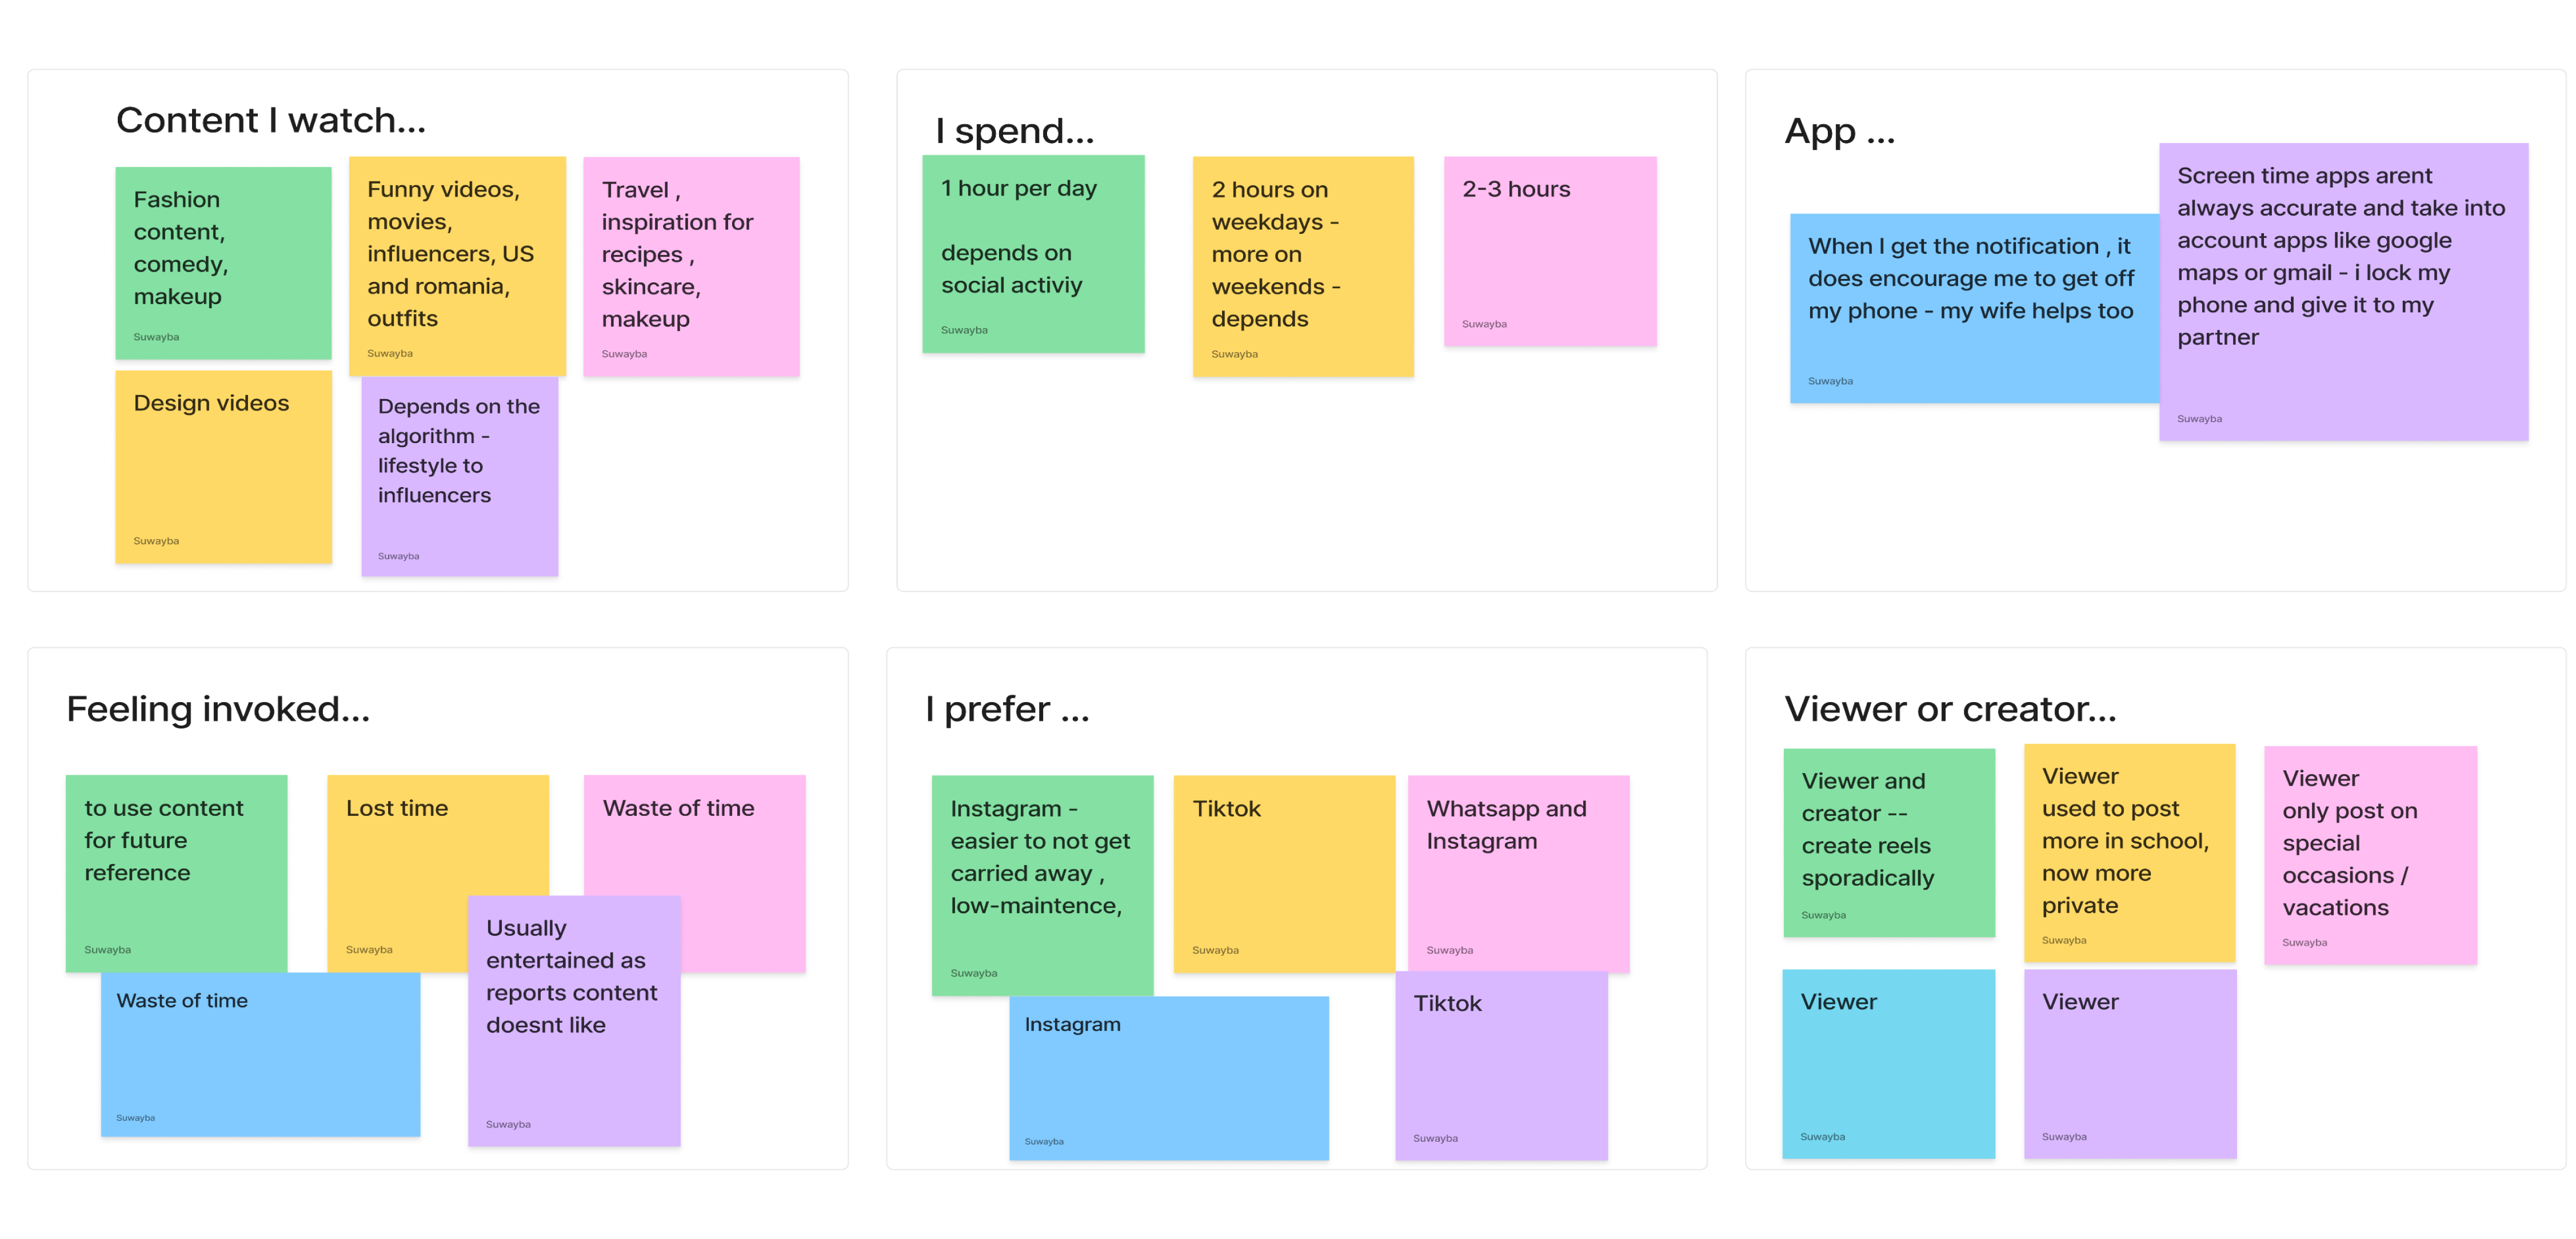 Content I watch...
Fashion
content,
comedy,
makeup
Suwayba
Funny videos,
movies,
influencers, US
and romania,
outfits
Suwayba
Travel ,
inspiration for
recipes ,
skincare,
makeup
Suwayba
Design videos
Suwayba
Depends on the
algorithm -
lifestyle to
influencers
Suwayba
I spend...
1 hour per day
depends on
social activiy
Suwayba
2 hours on
weekdays -
more on
weekends -
depends
Suwayba
2-3 hours
Suwayba
App ...
When I get the notification , it
does encourage me to get off
my phone - my wife helps too
Suwayba
Screen time apps arent
always accurate and take into
account apps like google
maps or gmail - i lock my
phone and give it to my
partner
Suwayba
Feeling invoked...
to use content
for future
reference
Suwayba
Lost time
Suwayba
Waste of time
Waste of time
Suwayba
Usually
entertained as
reports content
doesnt like
Suwayba
I prefer ...
Instagram -
easier to not get
carried away ,
low-maintence,
Suwayba
Tiktok
Suwayba
Whatsapp and
Instagram
Suwayba
Instagram
Suwayba
Tiktok
Suwayba
Viewer or creator...
Viewer and
creator --
create reels
sporadically
Suwayba
Viewer
used to post
more in school,
now more
private
Suwayba
Viewer
only post on
special
occasions /
vacations
Suwayba
Viewer
Suwayba
Viewer
Suwayba